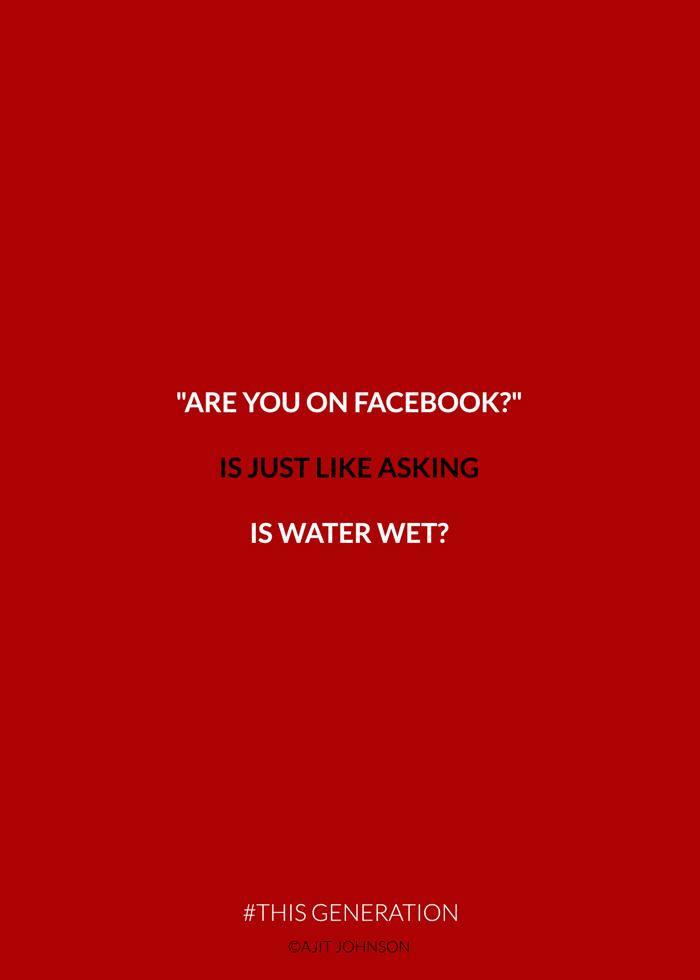 "ARE YOU ON FACEBOOK?"
IS JUST LIKE ASKING
IS WATER WET?
#THIS GENERATION
©AJIT JOHNSON